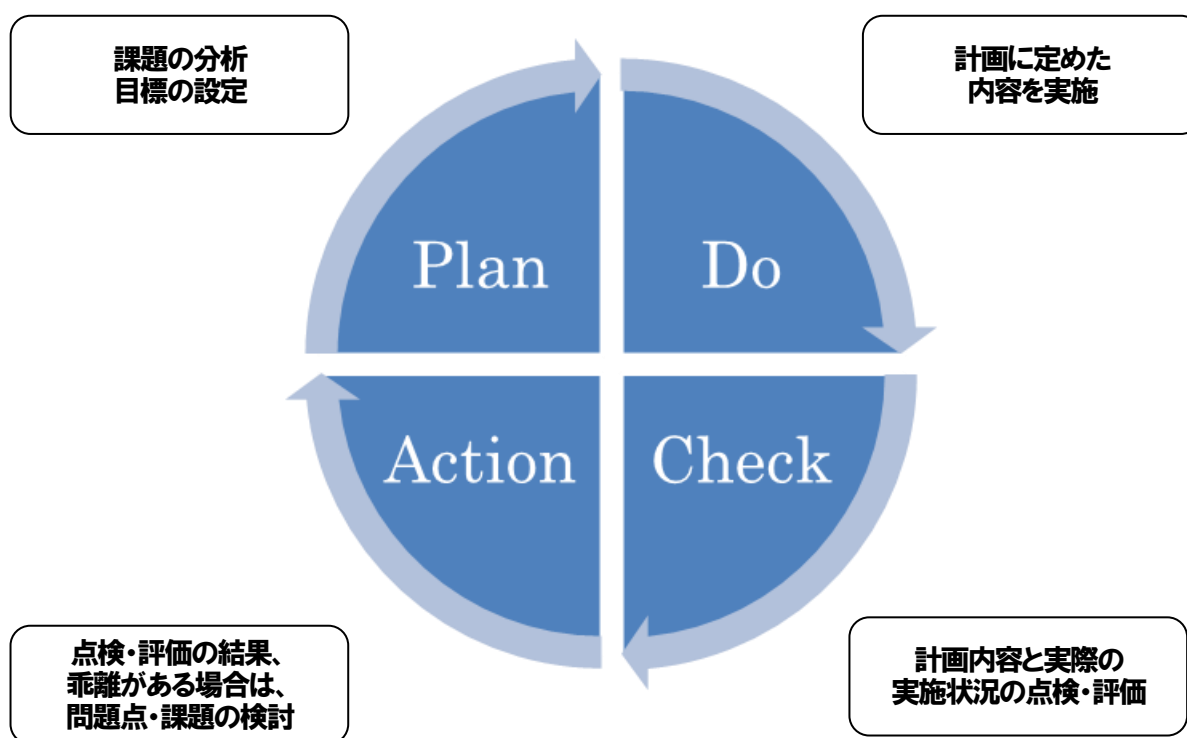 課題の分析
目標の設定
計画に定めた
内容を実施
Plan
Do
Action
Check
点検・評価の結果、
乖離がある場合は、
問題点・課題の検討
計画内容と実際の
実施状況の点検・評価